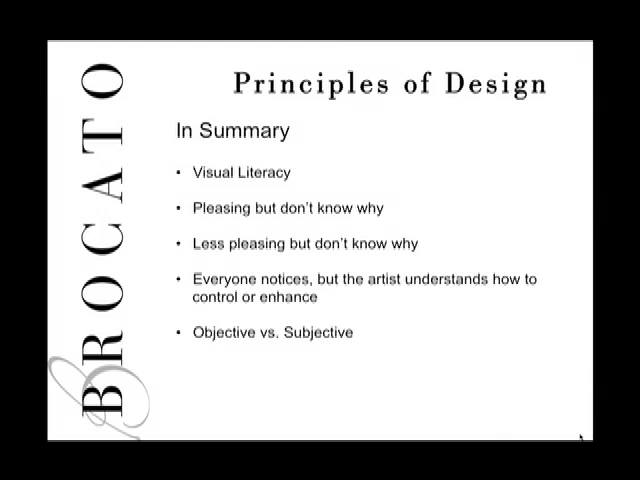 Principles of Design
BROCATO
In Summary
• Visual Literacy
• Pleasing but don't know why
• Less pleasing but don't know why
• Everyone notices, but the artist understands how to
control or enhance
• Objective vs. Subjective